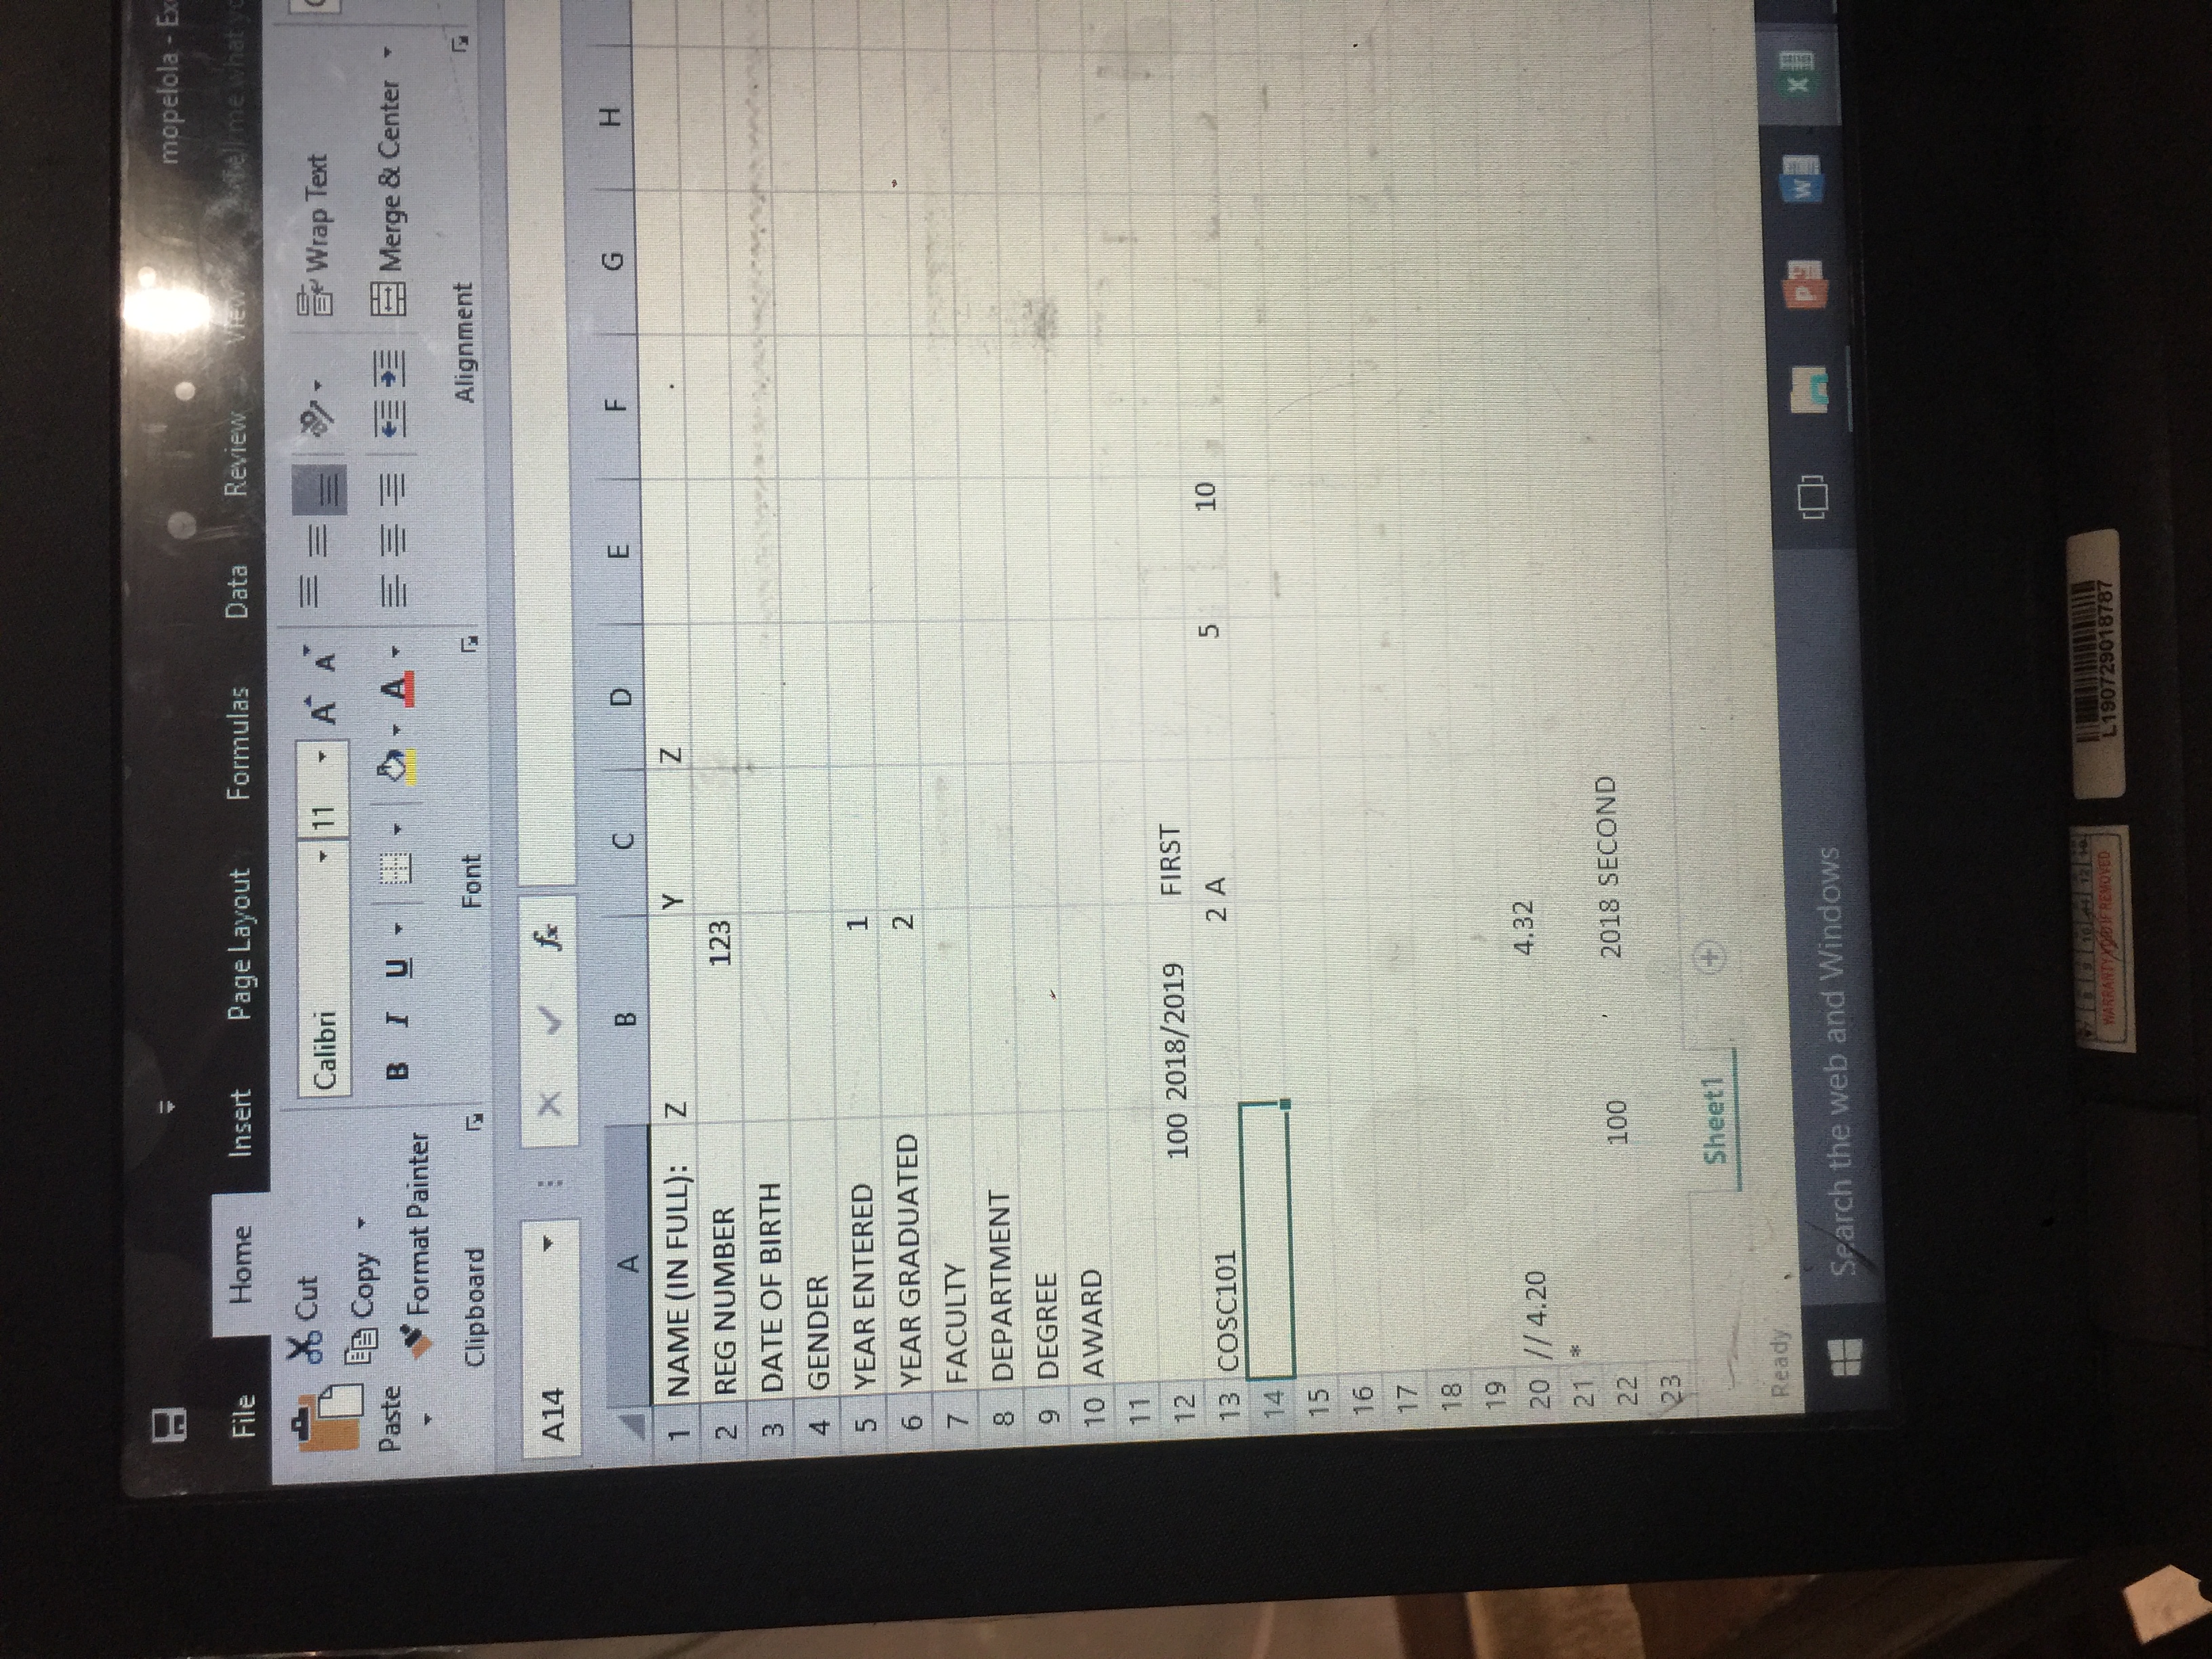 mopelola - Ex
File Home Insert Page Layout Formulas Data Review View Tell me what yo
Cut
Copy
Paste
Format Painter
Clipboard
Calibri 11 A A
B I U A
Font
Wrap Text
Merge & Center
Alignment
A14 fx
A B C D E F G H
1 NAME (IN FULL): Z Y Z
2 REG NUMBER 123
3 DATE OF BIRTH
4 GENDER
5 YEAR ENTERED 1
6 YEAR GRADUATED 2
7 FACULTY
8 DEPARTMENT
9 DEGREE
10 AWARD
11
12 100 2018/2019 FIRST
13 COSC101 2 A 5 10
14
15
16
17
18
19
20 // 4.20 4.32
21 *
22 100 2018 SECOND
23
Sheet1
Ready
Search the web and Windows
WARRANTY VOID IF REMOVED
L190729018787